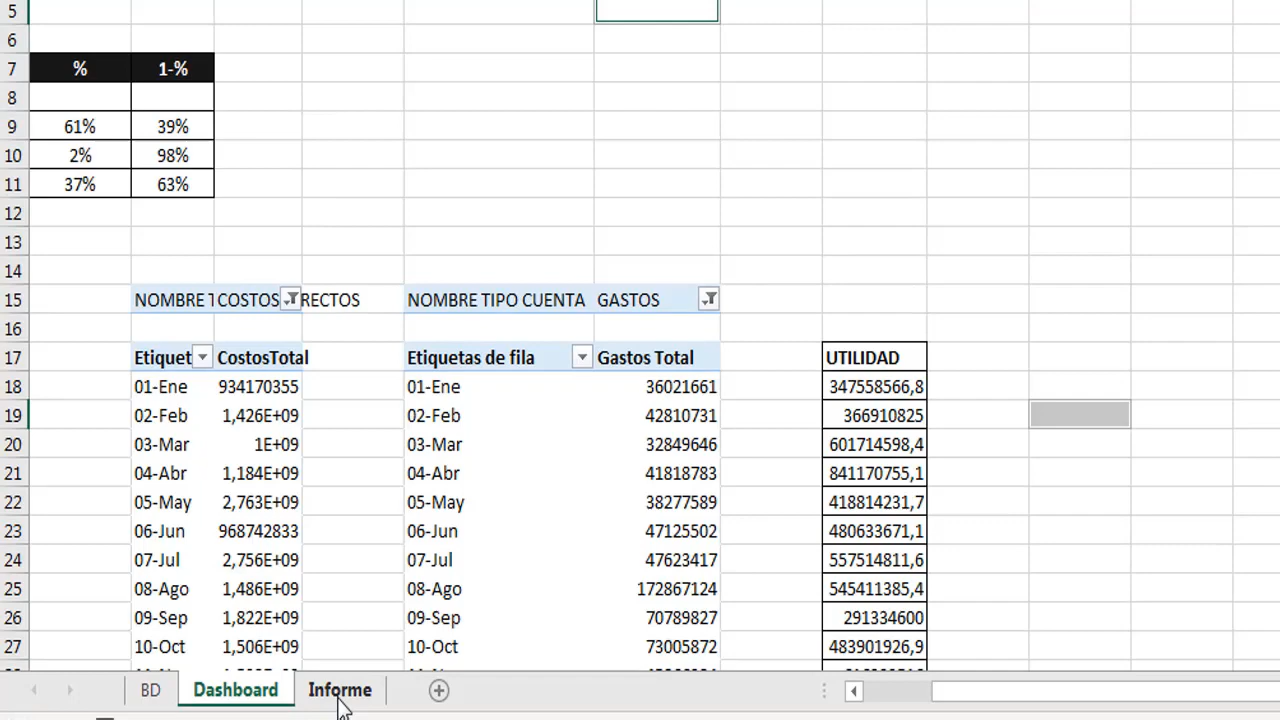 5
6
7 % 1-%
8
9 61% 39%
10 2% 98%
11 37% 63%
12
13
14
15 NOMBRE T COSTOS RECTOS NOMBRE TIPO CUENTA GASTOS
16
17 Etiquet CostosTotal Etiquetas de fila Gastos Total UTILIDAD
18 01-Ene 934170355 01-Ene 36021661 347558566,8
19 02-Feb 1,426E+09 02-Feb 42810731 366910825
20 03-Mar 1E+09 03-Mar 32849646 601714598,4
21 04-Abr 1,184E+09 04-Abr 41818783 841170755,1
22 05-May 2,763E+09 05-May 38277589 418814231,7
23 06-Jun 968742833 06-Jun 47125502 480633671,1
24 07-Jul 2,756E+09 07-Jul 47623417 557514811,6
25 08-Ago 1,486E+09 08-Ago 172867124 545411385,4
26 09-Sep 1,822E+09 09-Sep 70789827 291334600
27 10-Oct 1,506E+09 10-Oct 73005872 483901926,9
BD Dashboard Informe